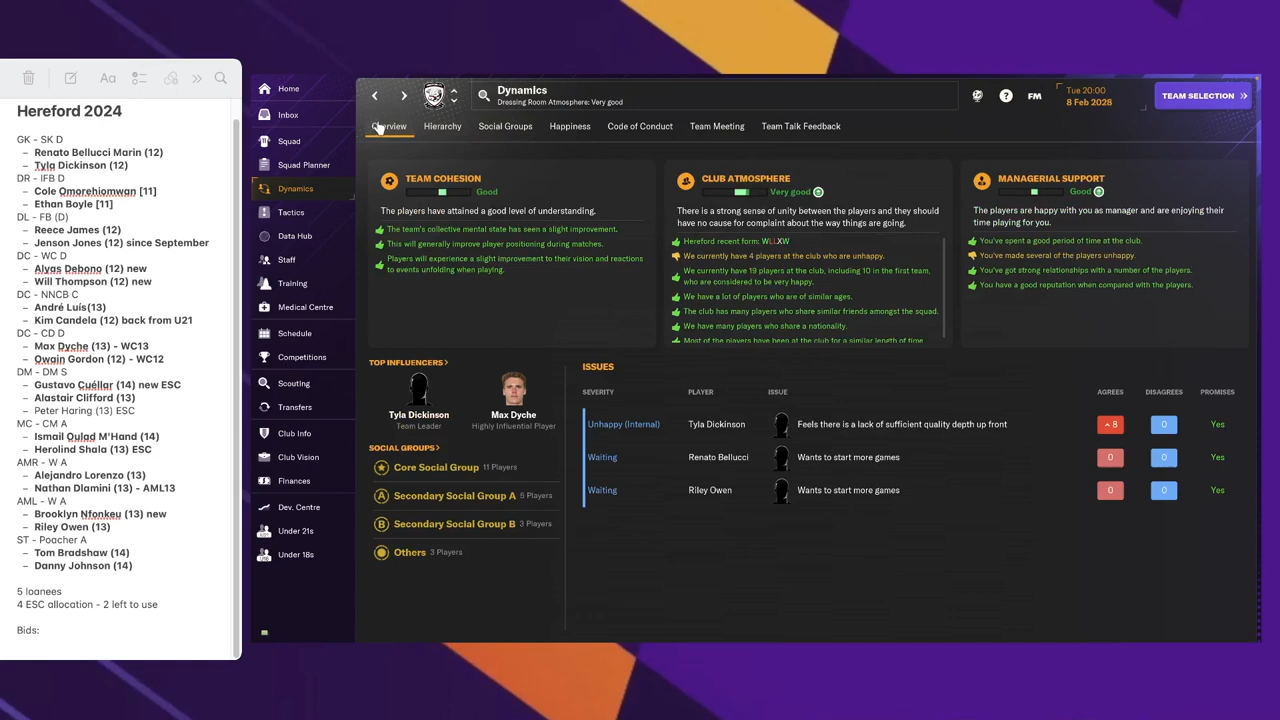 Aa
Hereford 2024
GK - SK D
– Renato Bellucci Marin (12)
– Tyla Dickinson (12)
DR - IFB D
– Cole Omorehiomwan [11]
– Ethan Boyle [11]
DL - FB (D)
– Reece James (12)
– Jenson Jones (12) since September
DC - WC D
– Alyas Debono (12) new
– Will Thompson (12) new
DC - NNCB C
– André Luís(13)
– Kim Candela (12) back from U21
DC - CD D
– Max Dyche (13) - WC13
– Owain Gordon (12) - WC12
DM - DM S
– Gustavo Cuéllar (14) new ESC
– Alastair Clifford (13)
– Peter Haring (13) ESC
MC - CM A
– Ismail Oulad M'Hand (14)
– Herolind Shala (13) ESC
AMR - W A
– Alejandro Lorenzo (13)
– Nathan Dlamini (13) - AML13
AML - W A
– Brooklyn Nfonkeu (13) new
– Riley Owen (13)
ST - Poacher A
– Tom Bradshaw (14)
– Danny Johnson (14)
5 loanees
4 ESC allocation - 2 left to use
Bids:
Home
Inbox
Squad
Squad Planner
Dynamics
Tactics
Data Hub
Staff
Training
Medical Centre
Schedule
Competitions
Scouting
Transfers
Club Info
Club Vision
Finances
Dev. Centre
Under 21s
Under 18s
Dynamics
Dressing Room Atmosphere: Very good
FM
Tue 20:00
8 Feb 2028
TEAM SELECTION
Overview Hierarchy Social Groups Happiness Code of Conduct Team Meeting Team Talk Feedback
TEAM COHESION
Good
The players have attained a good level of understanding.
The team's collective mental state has seen a slight improvement.
This will generally improve player positioning during matches.
Players will experience a slight improvement to their vision and reactions
to events unfolding when playing.
CLUB ATMOSPHERE
Very good
There is a strong sense of unity between the players and they should
have no cause for complaint about the way things are going.
Hereford recent form: WLLXW
We currently have 4 players at the club who are unhappy.
We currently have 19 players at the club, including 10 in the first team,
who are considered to be very happy.
We have a lot of players who are of similar ages.
The club has many players who share similar friends amongst the squad.
We have many players who share a nationality.
Most of the players have been at the club for a similar length of time.
MANAGERIAL SUPPORT
Good
The players are happy with you as manager and are enjoying their
time playing for you.
You've spent a good period of time at the club.
You've made several of the players unhappy.
You've got strong relationships with a number of the players.
You have a good reputation when compared with the players.
TOP INFLUENCERS
Tyla Dickinson
Team Leader
Max Dyche
Highly Influential Player
SOCIAL GROUPS
Core Social Group 11 Players
A Secondary Social Group A 5 Players
B Secondary Social Group B 3 Players
Others 3 Players
ISSUES
SEVERITY PLAYER ISSUE AGREES DISAGREES PROMISES
Unhappy (Internal) Tyla Dickinson Feels there is a lack of sufficient quality depth up front 8 0 Yes
Waiting Renato Bellucci Wants to start more games 0 0 Yes
Waiting Riley Owen Wants to start more games 0 0 Yes